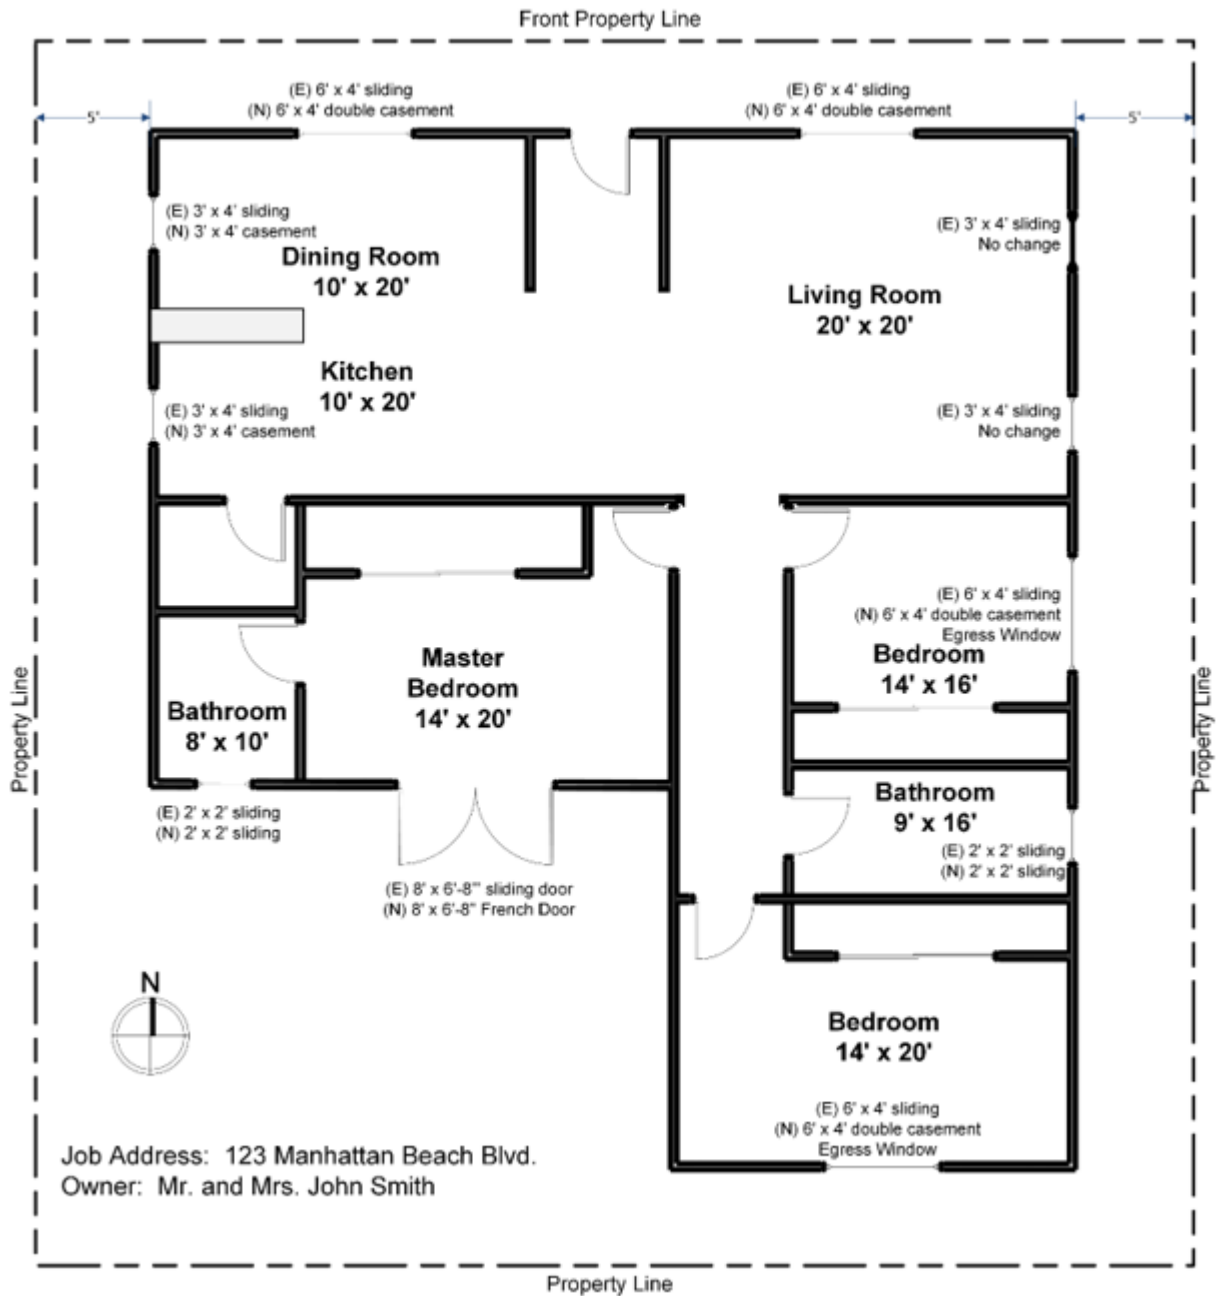 Front Property Line
(E) 6' x 4' sliding
(N) 6' x 4' double casement
(E) 6' x 4' sliding
(N) 6' x 4' double casement
5'
5'
(E) 3' x 4' sliding
(N) 3' x 4' casement
(E) 3' x 4' sliding
No change
Dining Room
10' x 20'
Living Room
20' x 20'
Kitchen
10' x 20'
(E) 3' x 4' sliding
(N) 3' x 4' casement
(E) 3' x 4' sliding
No change
(E) 6' x 4' sliding
(N) 6' x 4' double casement
Egress Window
Bedroom
14' x 16'
Master
Bedroom
14' x 20'
Bathroom
8' x 10'
Property Line
Property Line
(E) 2' x 2' sliding
(N) 2' x 2' sliding
Bathroom
9' x 16'
(E) 2' x 2' sliding
(N) 2' x 2' sliding
(E) 8' x 6'-8'" sliding door
(N) 8' x 6'-8" French Door
N
Bedroom
14' x 20'
(E) 6' x 4' sliding
(N) 6' x 4' double casement
Egress Window
Job Address: 123 Manhattan Beach Blvd.
Owner: Mr. and Mrs. John Smith
Property Line